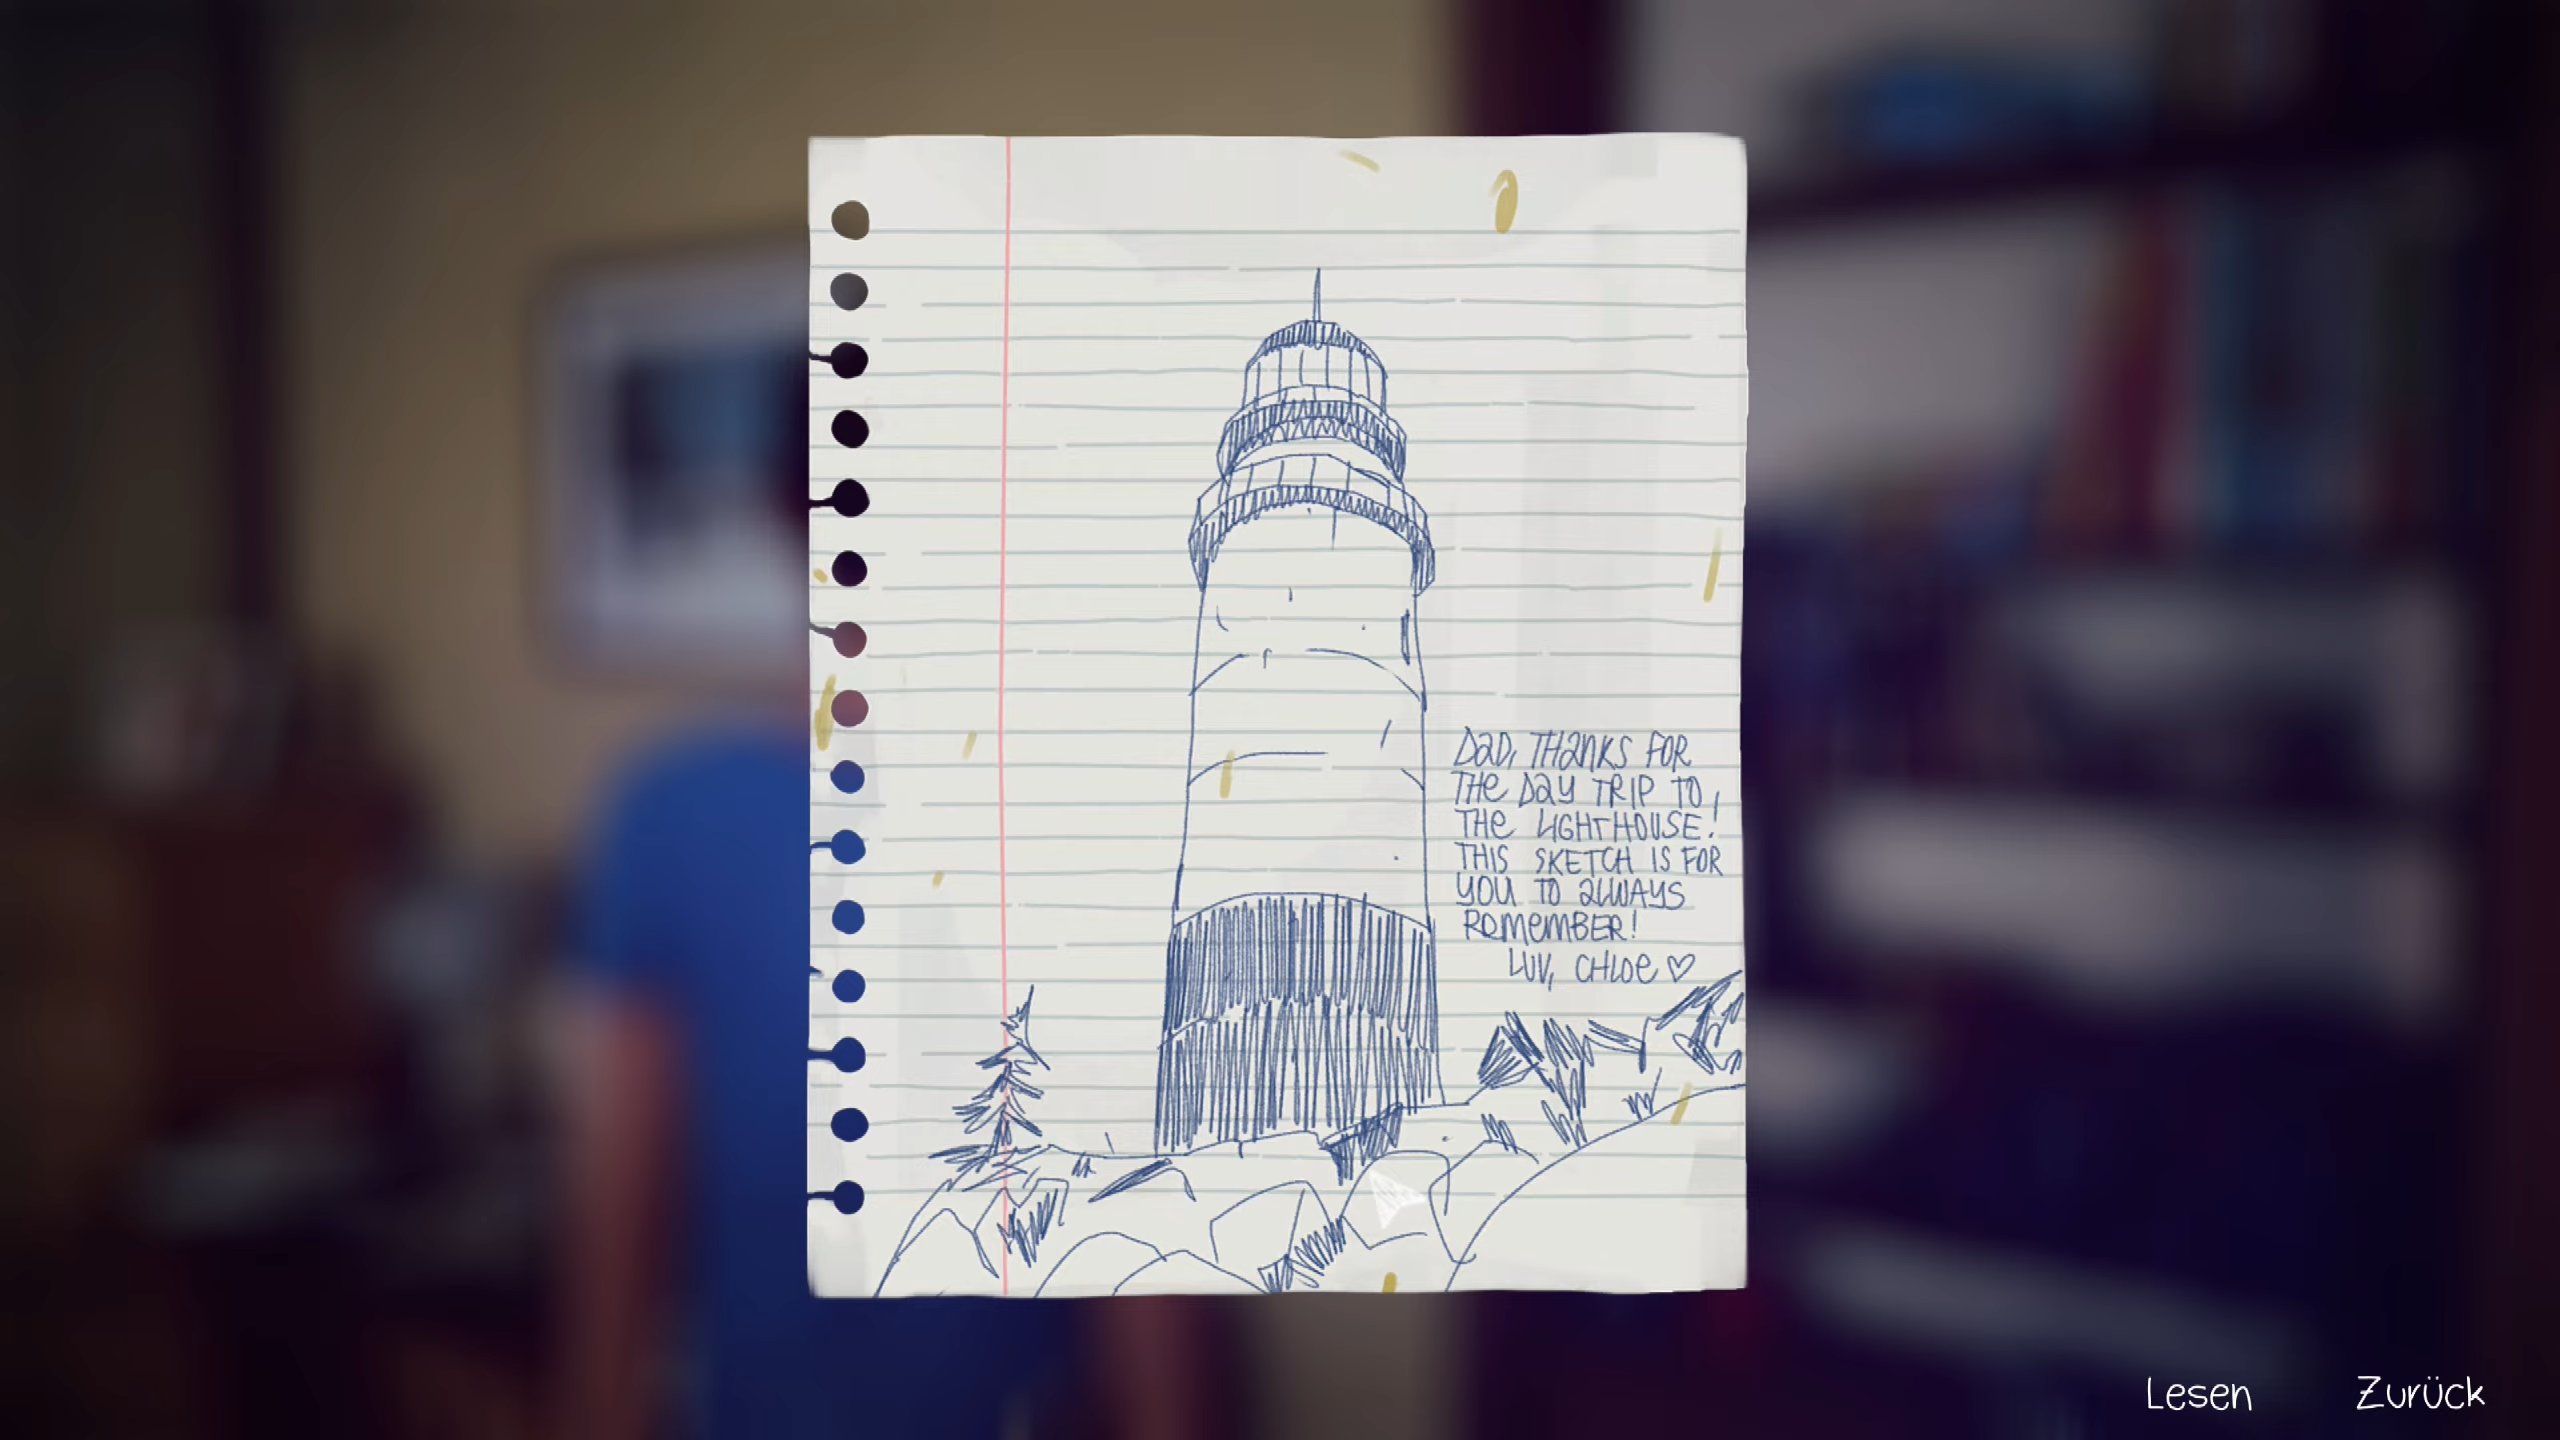 Dad, THanKS FOR
THe Day TRIP TO
THe LIGHTHOUSE!
THIS SKETCH IS FOR
YOU TO aLWAYS
RemeMBER!
LUV, CHLOe ♡
Lesen Zurück